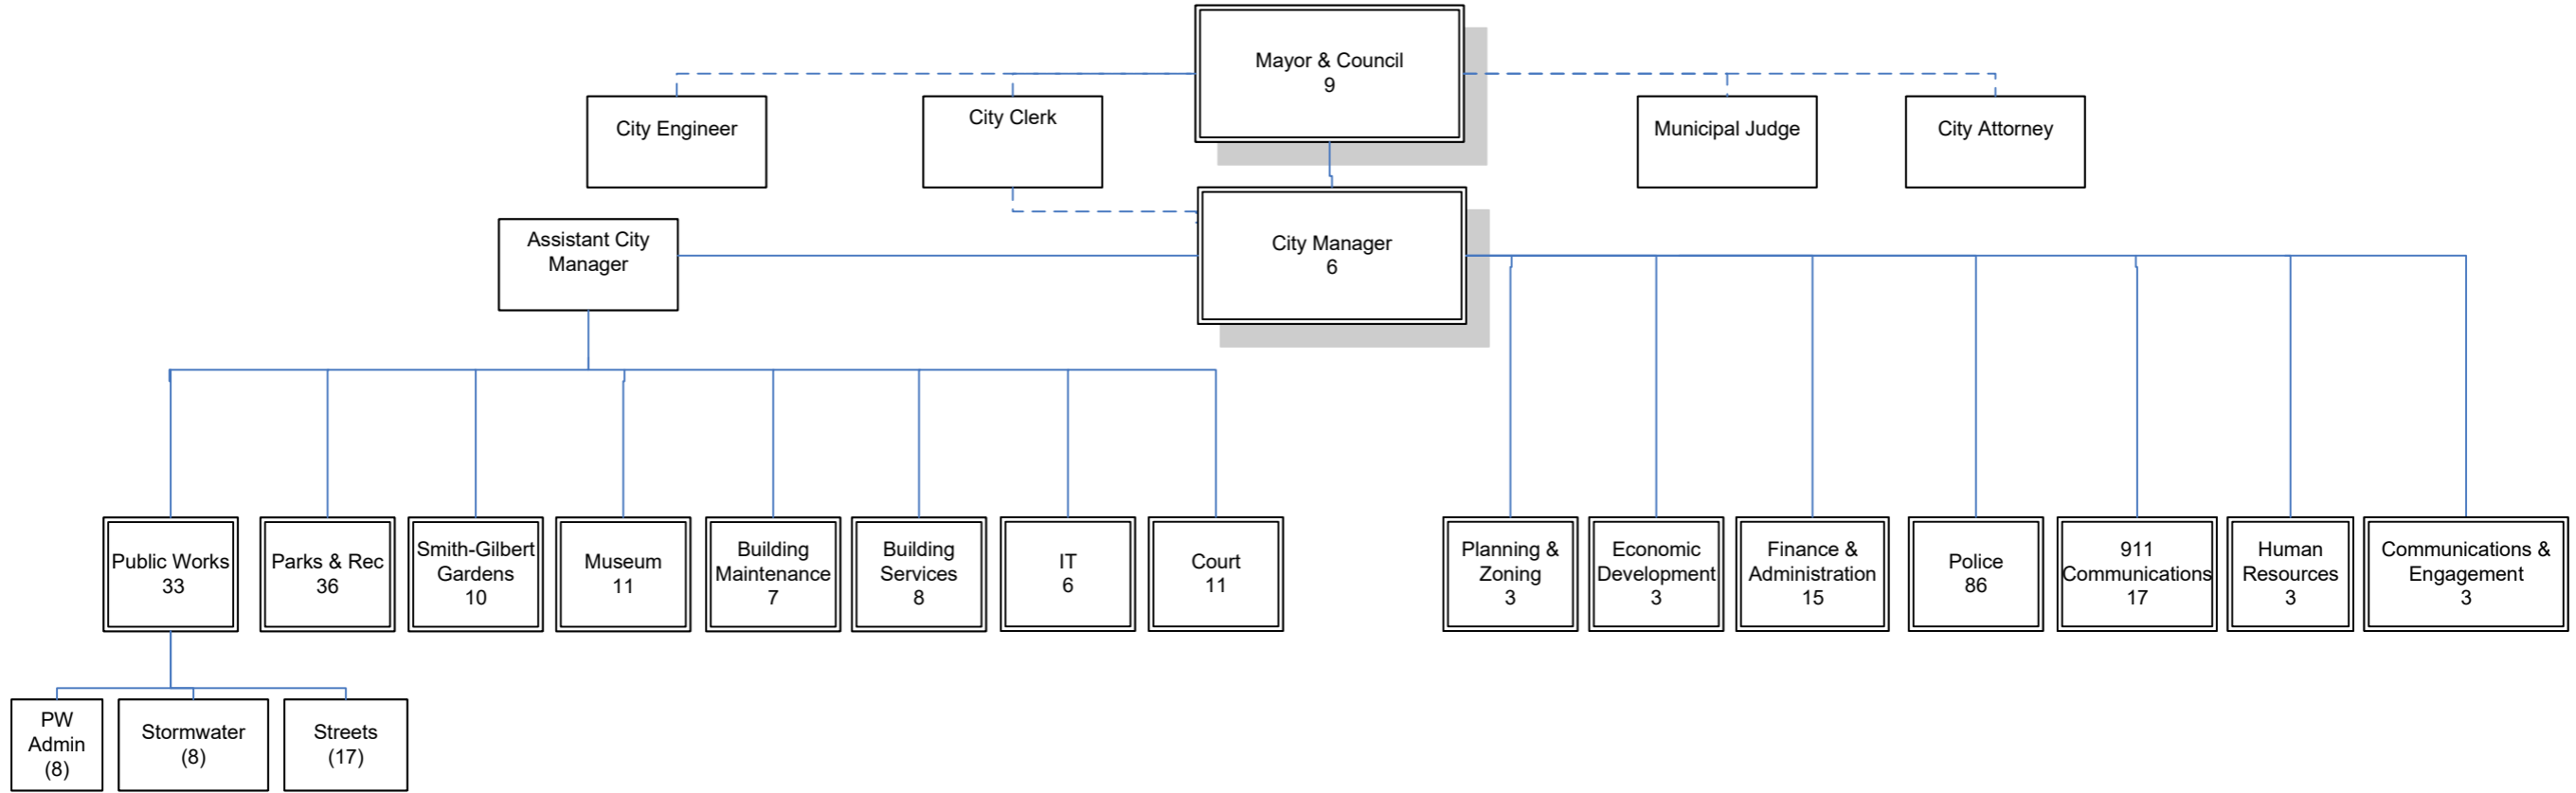 Mayor & Council
9
City Engineer
City Clerk
Municipal Judge
City Attorney
Assistant City
Manager
City Manager
6
Public Works
33
Parks & Rec
36
Smith-Gilbert
Gardens
10
Museum
11
Building
Maintenance
7
Building
Services
8
IT
6
Court
11
Planning &
Zoning
3
Economic
Development
3
Finance &
Administration
15
Police
86
911
Communications
17
Human
Resources
3
Communications &
Engagement
3
PW
Admin
(8)
Stormwater
(8)
Streets
(17)